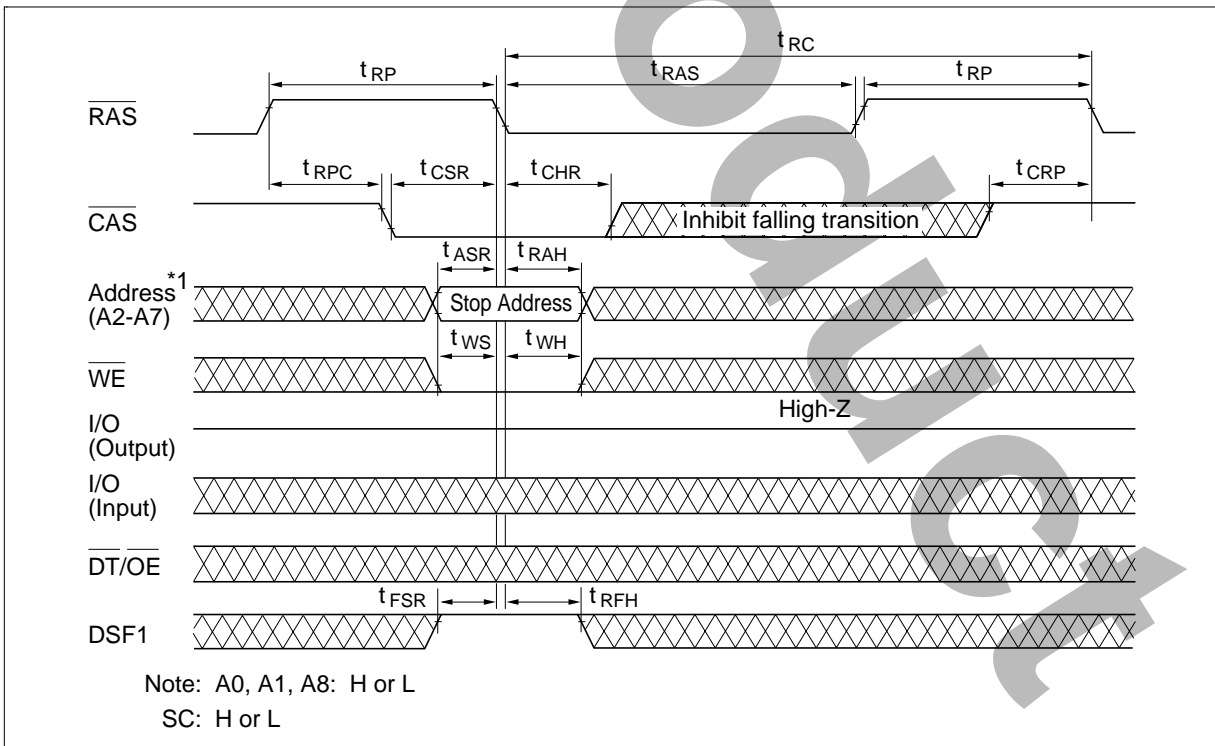 t RC
t RP
t RAS
t RP
RAS
t RPC
t CSR
t CHR
t CRP
CAS
Inhibit falling transition
t ASR
t RAH
Address*1
(A2-A7)
Stop Address
t WS
t WH
WE
High-Z
I/O
(Output)
I/O
(Input)
DT/OE
t FSR
t RFH
DSF1
Note: A0, A1, A8: H or L
SC: H or L
oduct